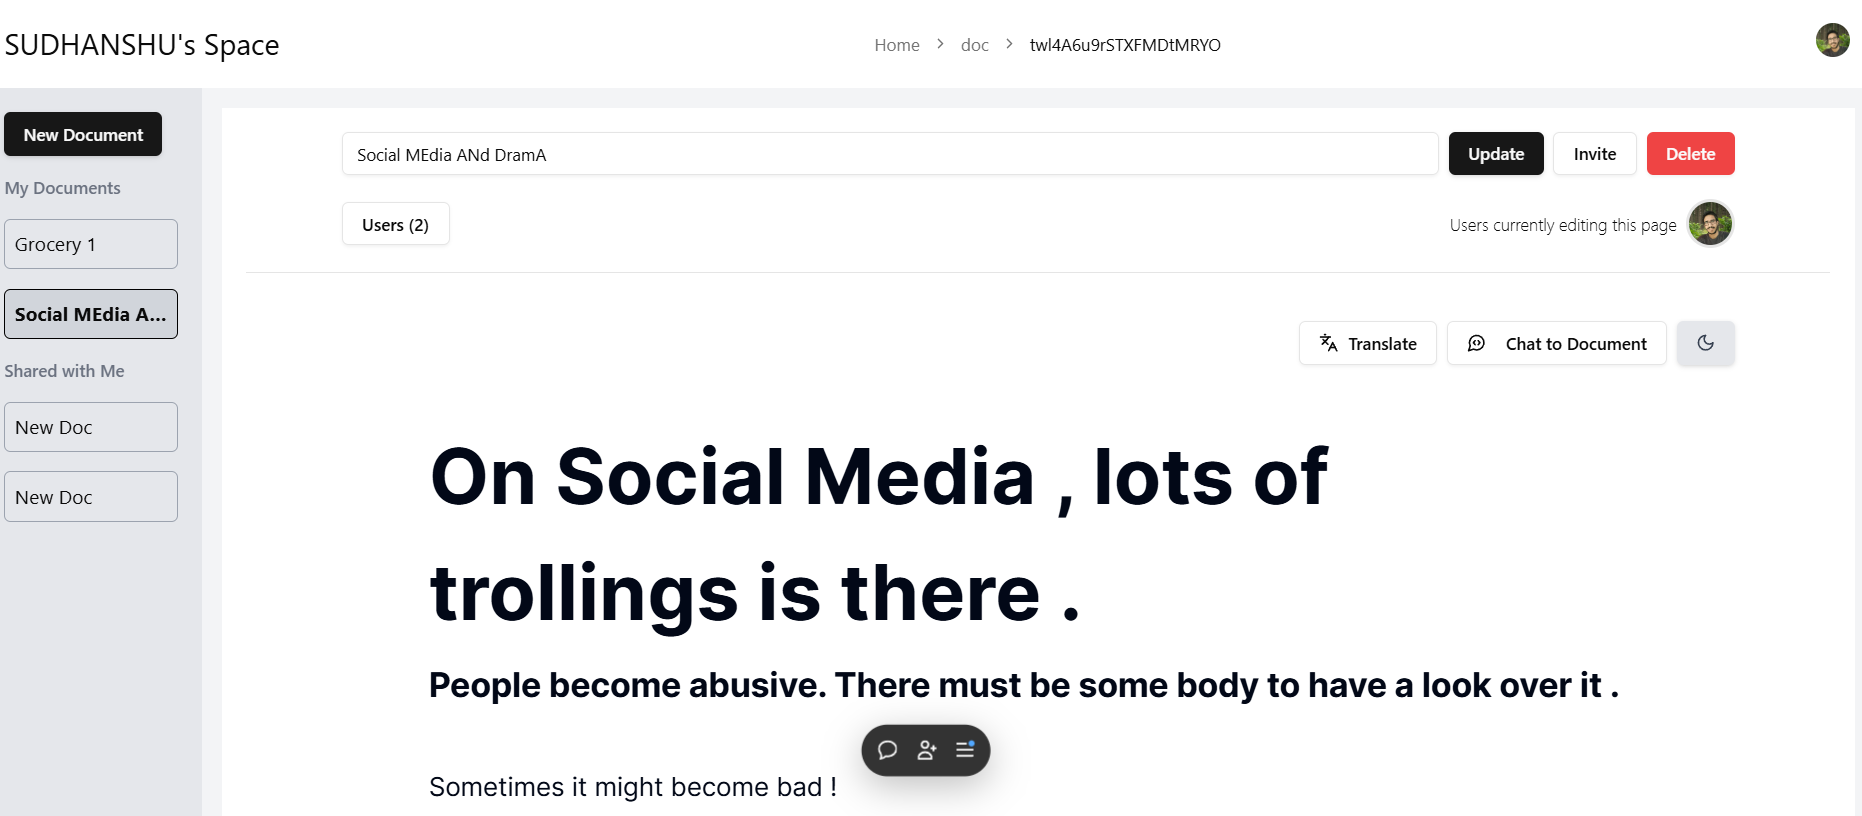 SUDHANSHU's Space
Home > doc > twl4A6u9rSTXFMDtMRYO
New Document
My Documents
Grocery 1
Social MEdia A...
Shared with Me
New Doc
New Doc
Social MEdia ANd DramA
Update
Invite
Delete
Users (2)
Users currently editing this page
Translate
Chat to Document
On Social Media , lots of
trollings is there .
People become abusive. There must be some body to have a look over it .
Sometimes it might become bad !